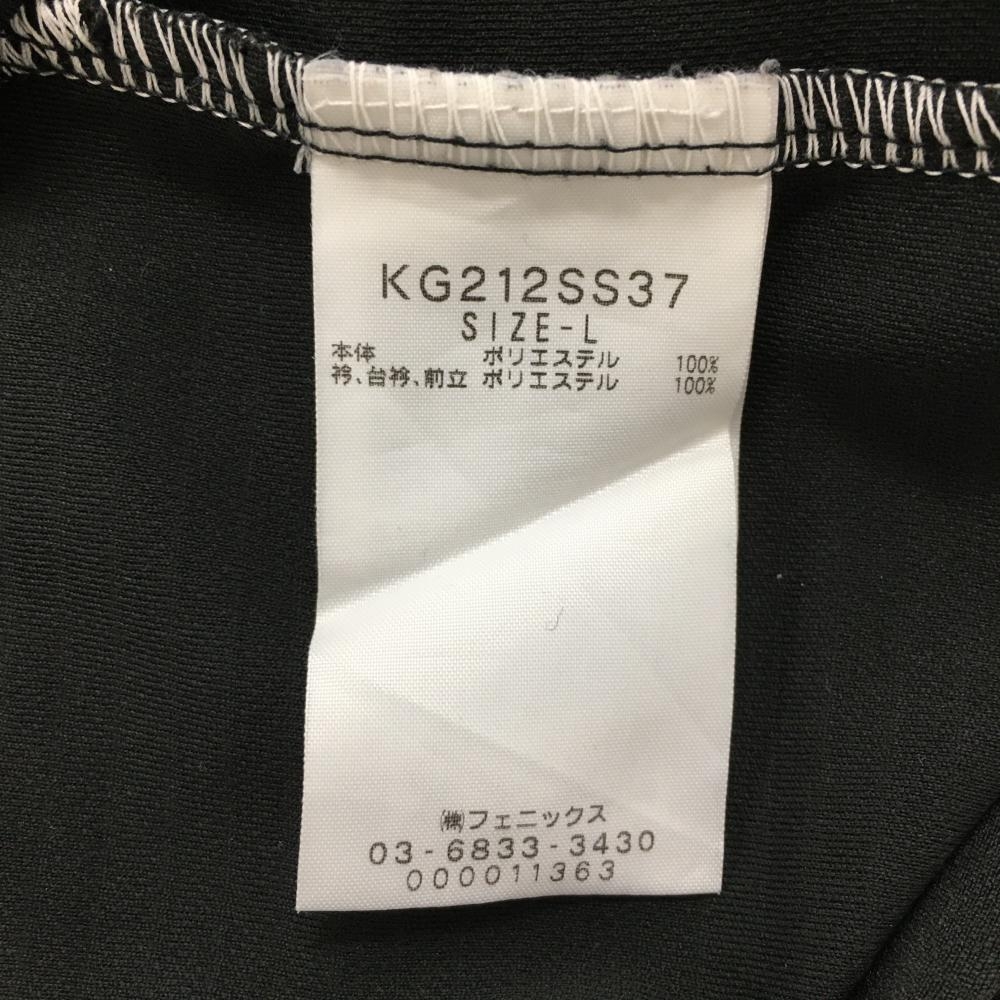 KG212SS37
SIZE-L
本体 ポリエステル 100%
衿、台衿、前立 ポリエステル 100%
㈱フェニックス
03-6833-3430
000011363